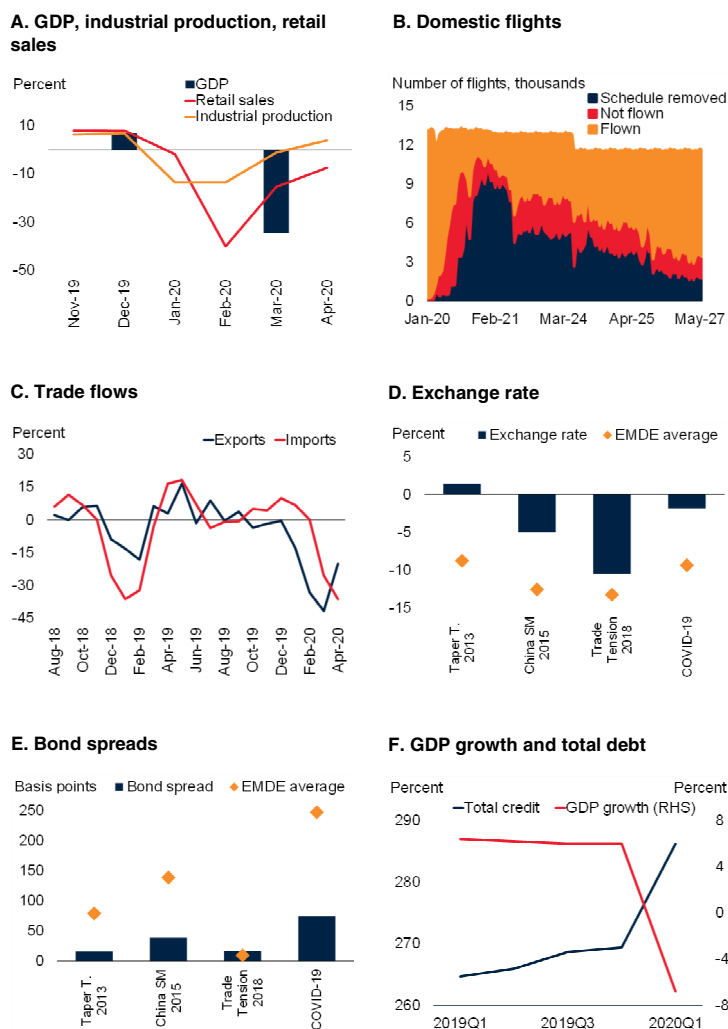 A. GDP, industrial production, retail
sales
Percent
GDP
Retail sales
Industrial production
10
-10
-30
-50
Nov-19
Dec-19
Jan-20
Feb-20
Mar-20
Apr-20
B. Domestic flights
Number of flights, thousands
Schedule removed
Not flown
Flown
15
12
9
6
3
0
Jan-20
Feb-21
Mar-24
Apr-25
May-27
C. Trade flows
Percent
Exports
Imports
30
15
0
-15
-30
-45
Aug-18
Oct-18
Dec-18
Feb-19
Apr-19
Jun-19
Aug-19
Oct-19
Dec-19
Feb-20
Apr-20
D. Exchange rate
Percent
Exchange rate
EMDE average
5
0
-5
-10
-15
Taper T.
2013
China SM
2015
Trade
Tension
2018
COVID-19
E. Bond spreads
Basis points
Bond spread
EMDE average
250
200
150
100
50
0
Taper T.
2013
China SM
2015
Trade
Tension
2018
COVID-19
F. GDP growth and total debt
Percent
Percent
Total credit
GDP growth (RHS)
290
280
270
260
8
4
0
-4
-8
2019Q1
2019Q3
2020Q1